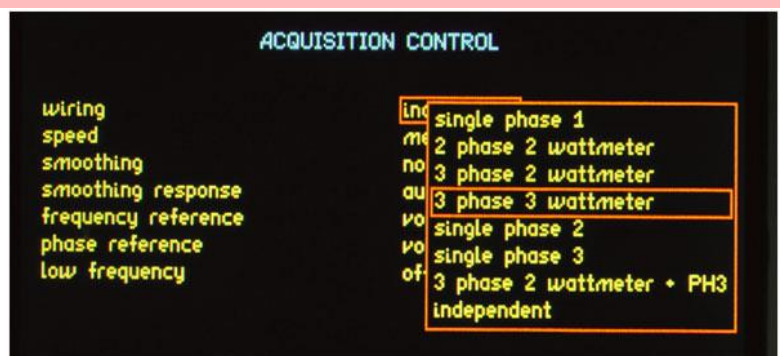 ACQUISITION CONTROL
wiring
speed
smoothing
smoothing response
frequency reference
phase reference
low frequency
single phase 1
2 phase 2 wattmeter
3 phase 2 wattmeter
3 phase 3 wattmeter
single phase 2
single phase 3
3 phase 2 wattmeter + PH3
independent